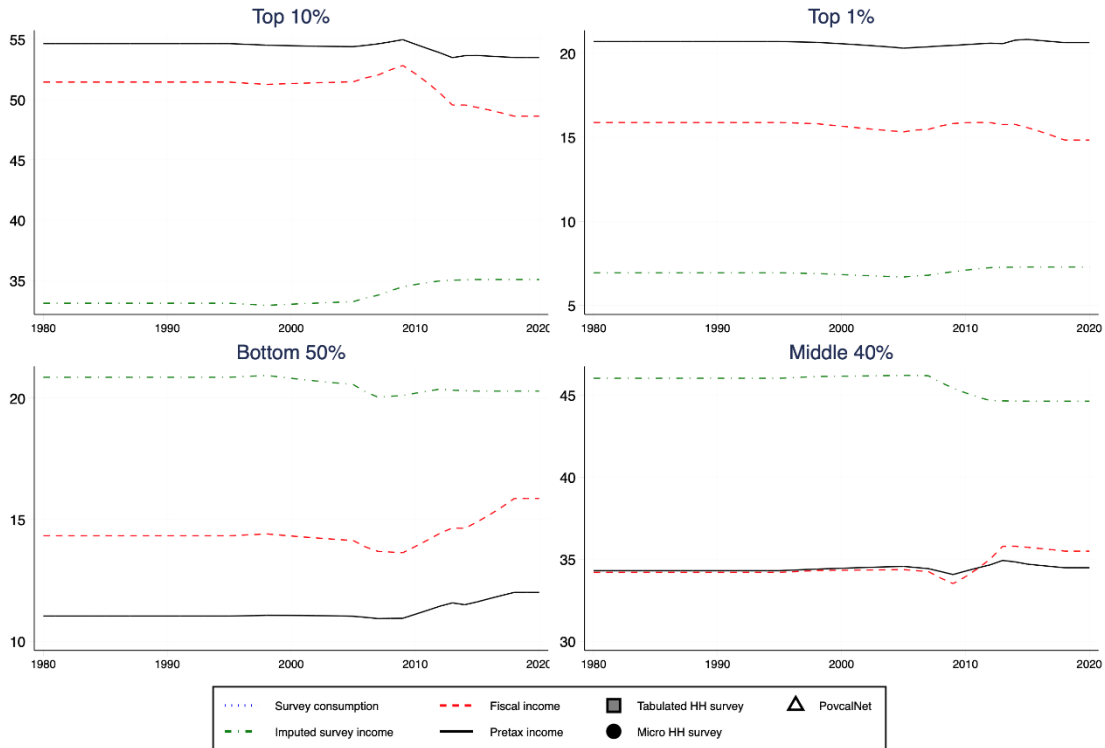 Top 10%
Top 1%
55
50
45
40
35
1980 1990 2000 2010 2020
20
15
10
5
1980 1990 2000 2010 2020
Bottom 50%
Middle 40%
20
15
10
1980 1990 2000 2010 2020
45
40
35
30
1980 1990 2000 2010 2020
Survey consumption
Fiscal income
Tabulated HH survey
PovcalNet
Imputed survey income
Pretax income
Micro HH survey